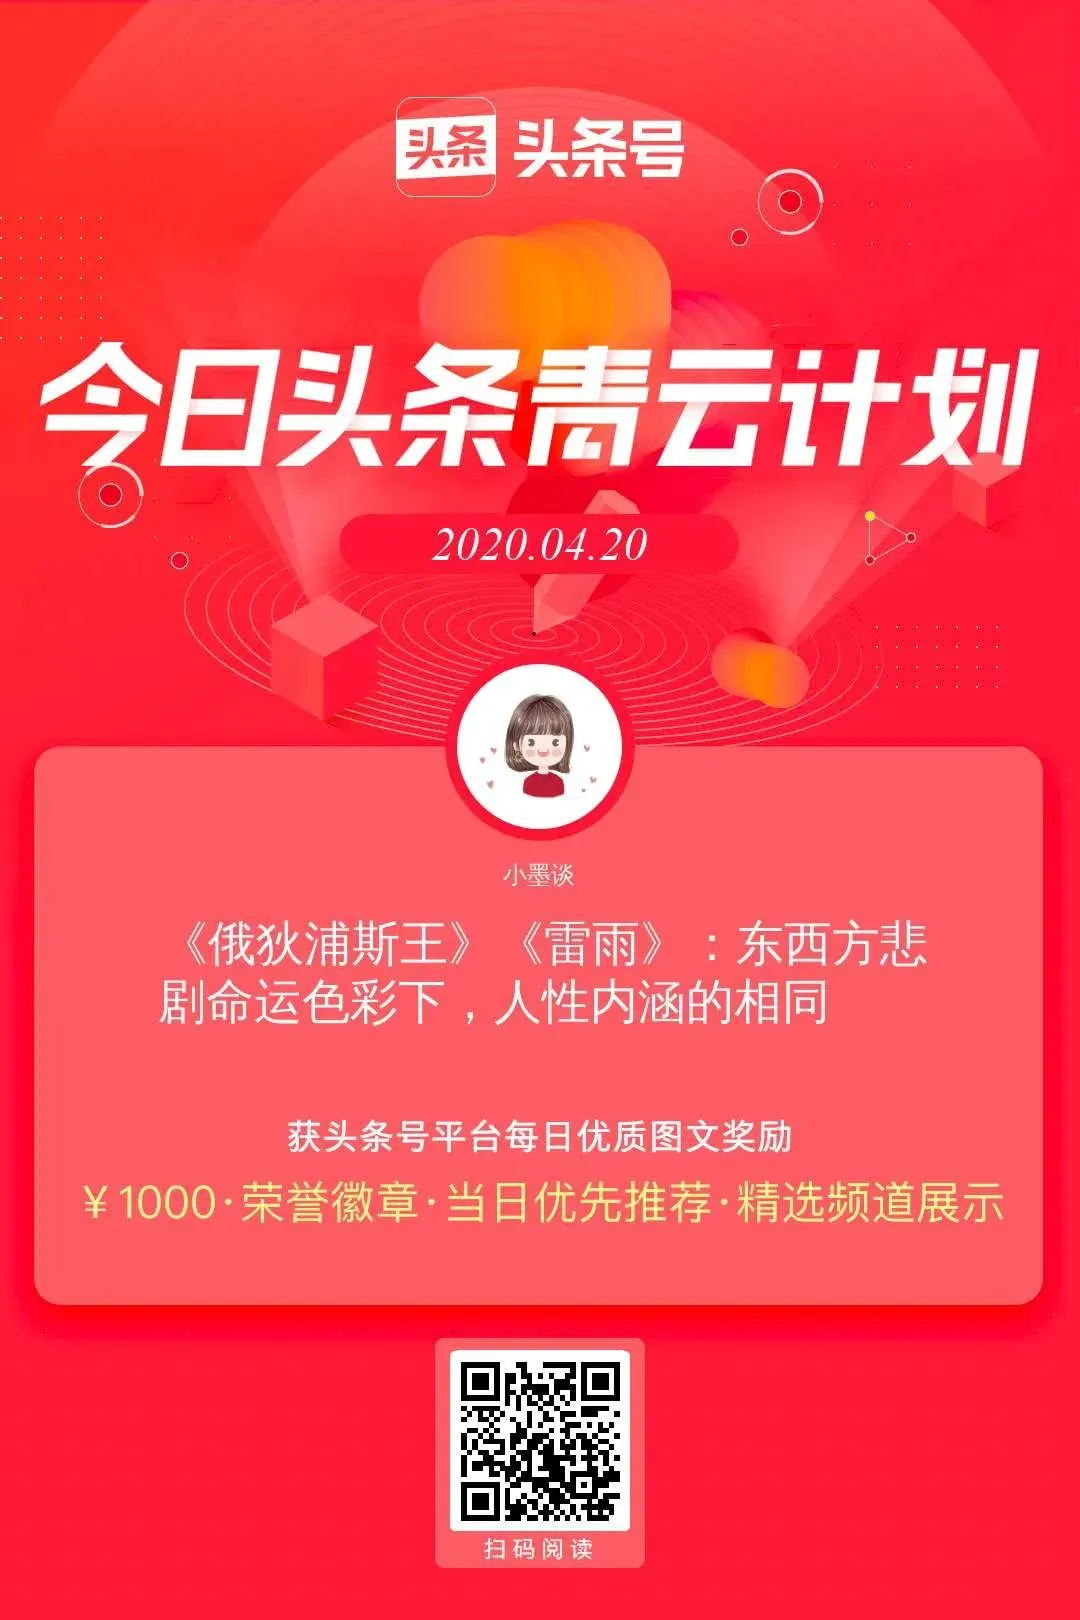 头条 头条号
今日头条青云计划
2020.04.20
小墨谈
《俄狄浦斯王》《雷雨》：东西方悲
剧命运色彩下，人性内涵的相同
获头条号平台每日优质图文奖励
￥1000·荣誉徽章·当日优先推荐·精选频道展示
扫码阅读